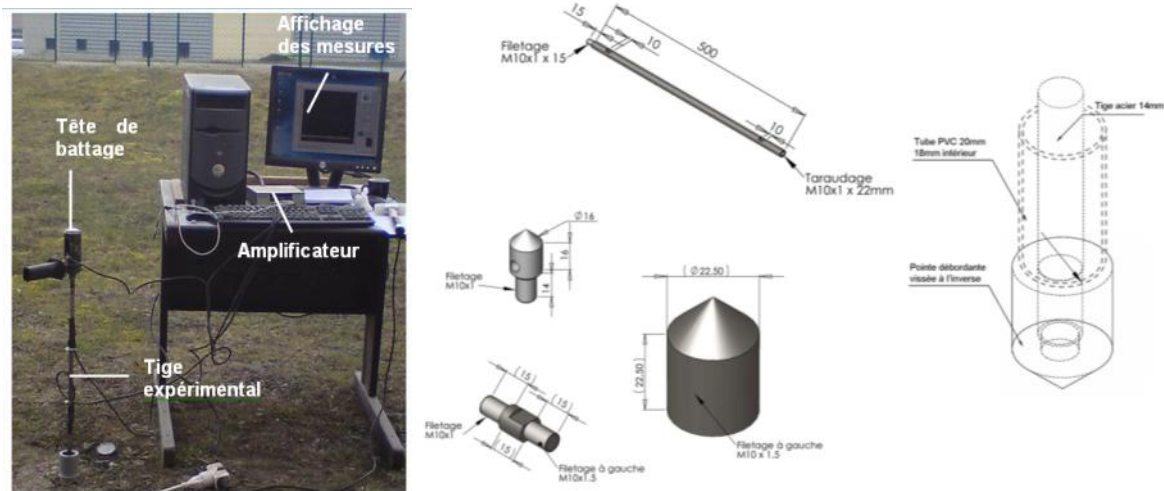 Affichage
des mesures
Tête de
battage
Amplificateur
Tige
expérimental
15
Filetage
M10x1 x 15
10
500
10
Taraudage
M10x1 x 22mm
Ø16
16
14
Filetage
M10x1
(Ø22,50)
(22,50)
Filetage à gauche
M10 x 1.5
(15)
(15)
Filetage
M10x1
(15)
Filetage à gauche
M10x1.5
Tige acier 14mm
Tube PVC 20mm
18mm intérieur
Pointe débordante
vissée à l'inverse